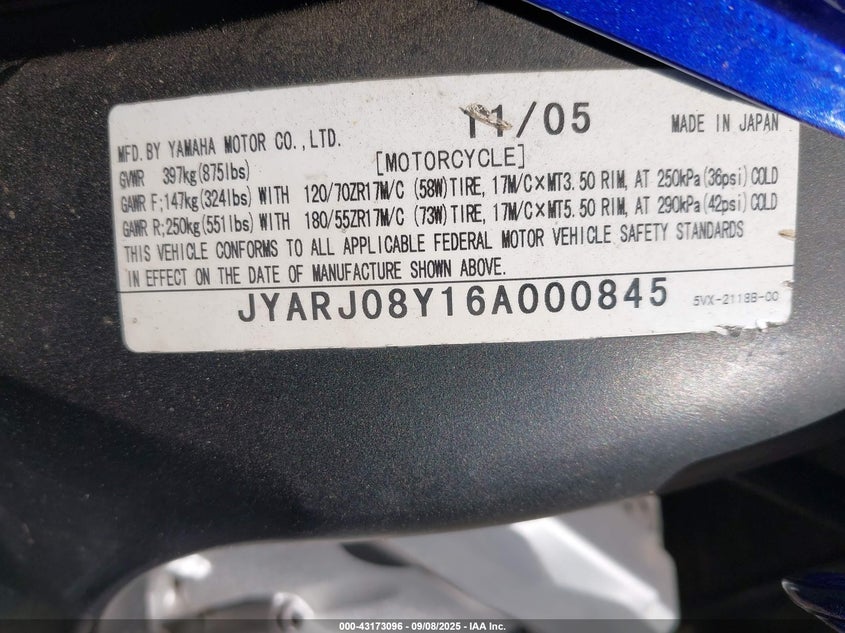 11/05
MFD. BY YAMAHA MOTOR CO., LTD.
MADE IN JAPAN
[MOTORCYCLE]
GVWR 397kg(875lbs)
GAWR F;147kg(324lbs) WITH 120/70ZR17M/C (58W)TIRE, 17M/C×MT3.50 RIM, AT 250kPa(36psi) COLD
GAWR R;250kg(551lbs) WITH 180/55ZR17M/C (73W)TIRE, 17M/C×MT5.50 RIM, AT 290kPa(42psi) COLD
THIS VEHICLE CONFORMS TO ALL APPLICABLE FEDERAL MOTOR VEHICLE SAFETY STANDARDS
IN EFFECT ON THE DATE OF MANUFACTURE SHOWN ABOVE.
JYARJ08Y16A000845
5VX-2118B-00
000-43173096 - 09/08/2025 - IAA Inc.